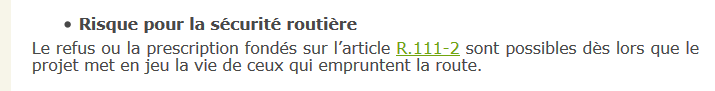 • Risque pour la sécurité routière
Le refus ou la prescription fondés sur l’article R.111-2 sont possibles dès lors que le
projet met en jeu la vie de ceux qui empruntent la route.